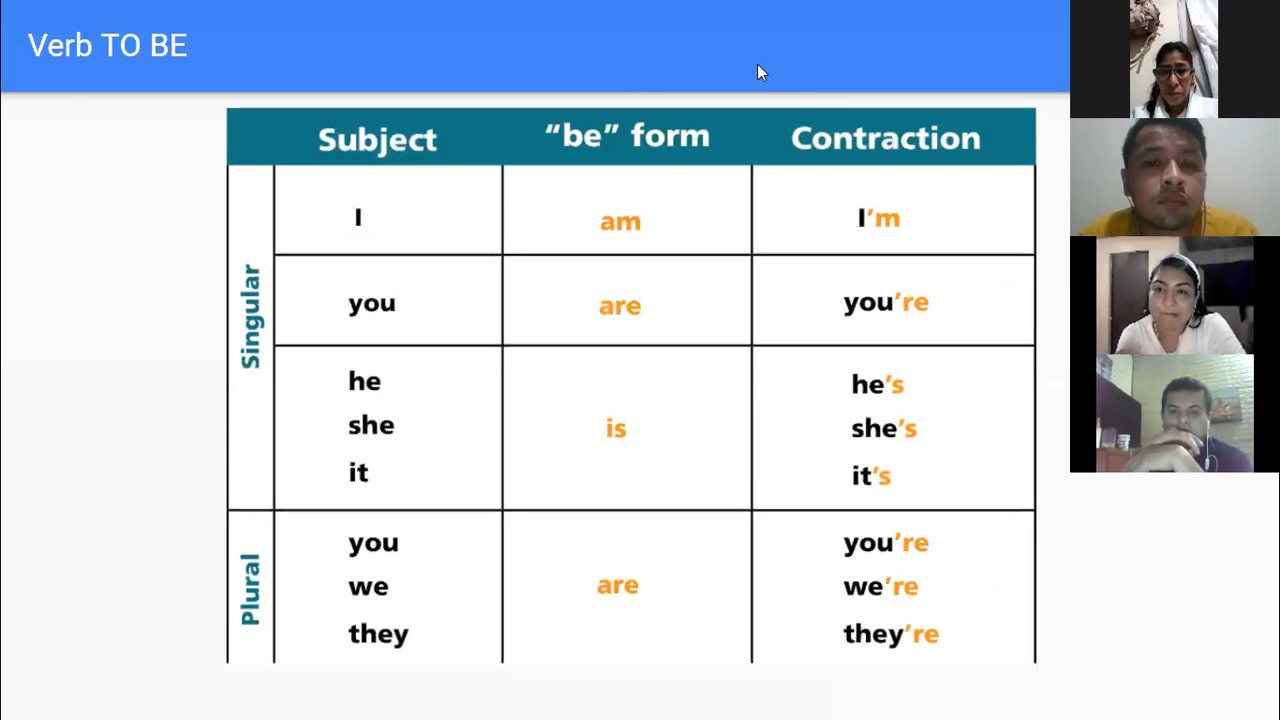 Verb TO BE
Subject "be" form Contraction
Singular
I am I'm
you are you're
he he's
she is she's
it it's
Plural
you you're
we are we're
they they're